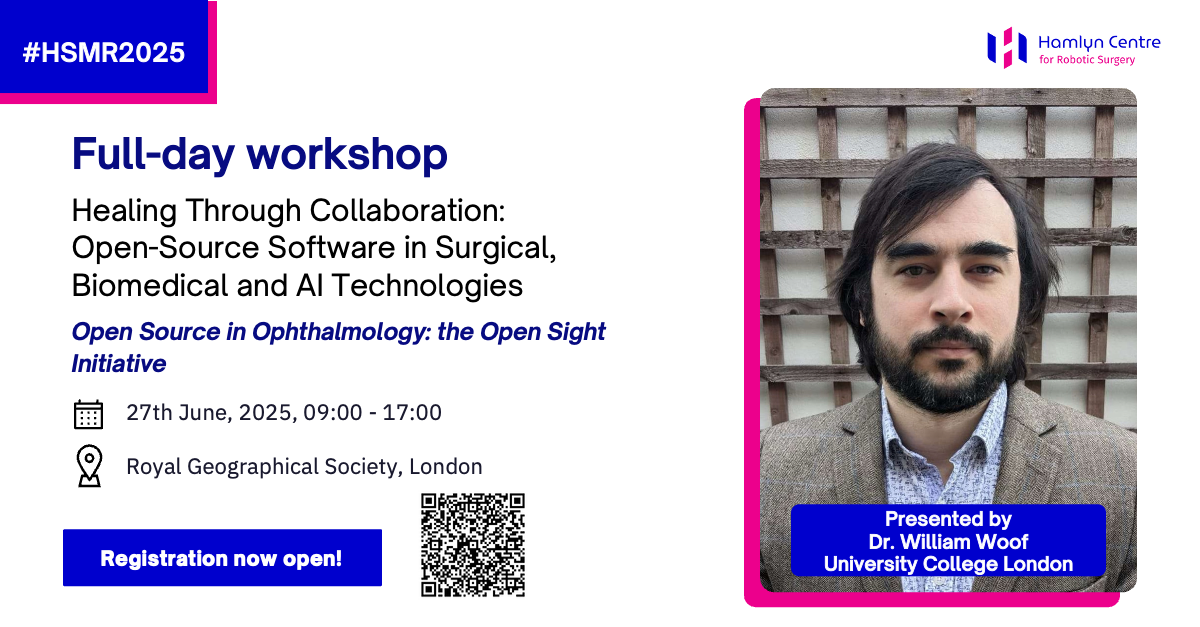 #HSMR2025
Hamlyn Centre
for Robotic Surgery
Full-day workshop
Healing Through Collaboration:
Open-Source Software in Surgical,
Biomedical and AI Technologies
Open Source in Ophthalmology: the Open Sight
Initiative
27th June, 2025, 09:00 - 17:00
Royal Geographical Society, London
Registration now open!
Presented by
Dr. William Woof
University College London